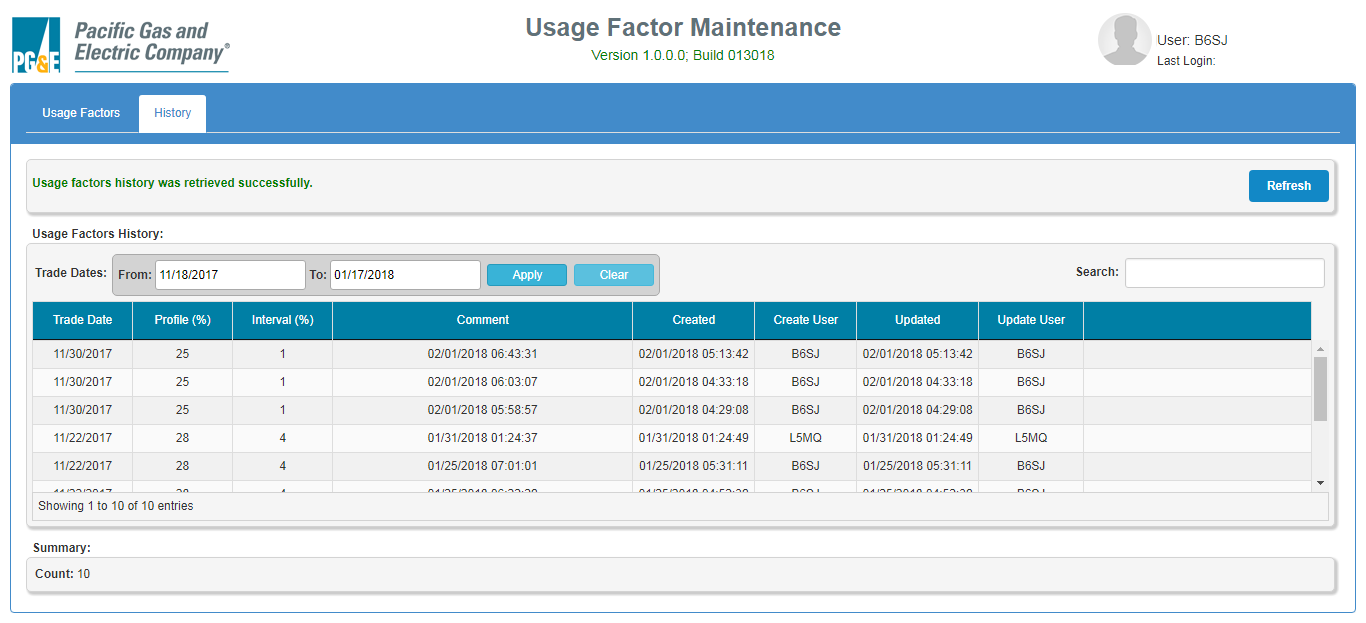 PG&E Pacific Gas and
Electric Company®
Usage Factor Maintenance
Version 1.0.0.0; Build 013018
User: B6SJ
Last Login:
Usage Factors History
Usage factors history was retrieved successfully.
Refresh
Usage Factors History:
Trade Dates: From: 11/18/2017 To: 01/17/2018 Apply Clear Search:
Trade Date Profile (%) Interval (%) Comment Created Create User Updated Update User
11/30/2017 25 1 02/01/2018 06:43:31 02/01/2018 05:13:42 B6SJ 02/01/2018 05:13:42 B6SJ
11/30/2017 25 1 02/01/2018 06:03:07 02/01/2018 04:33:18 B6SJ 02/01/2018 04:33:18 B6SJ
11/30/2017 25 1 02/01/2018 05:58:57 02/01/2018 04:29:08 B6SJ 02/01/2018 04:29:08 B6SJ
11/22/2017 28 4 01/31/2018 01:24:37 01/31/2018 01:24:49 L5MQ 01/31/2018 01:24:49 L5MQ
11/22/2017 28 4 01/25/2018 07:01:01 01/25/2018 05:31:11 B6SJ 01/25/2018 05:31:11 B6SJ
Showing 1 to 10 of 10 entries
Summary:
Count: 10